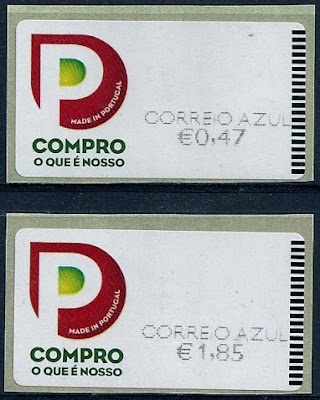 P
MADE IN PORTUGAL
COMPRO
O QUE É NOSSO
CORREIO AZUL
€0,47
P
MADE IN PORTUGAL
COMPRO
O QUE É NOSSO
CORREIO AZUL
€1,85